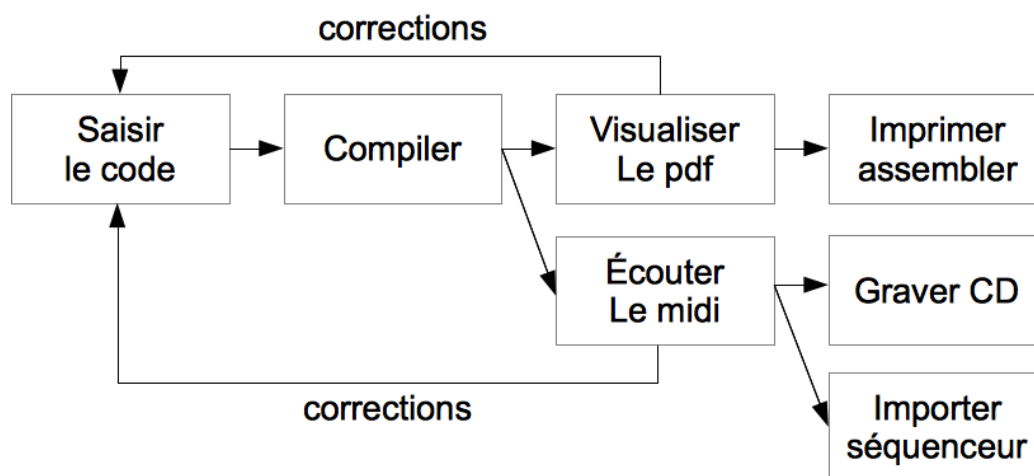 corrections
Saisir
le code
Compiler
Visualiser
Le pdf
Imprimer
assembler
Écouter
Le midi
Graver CD
corrections
Importer
séquenceur